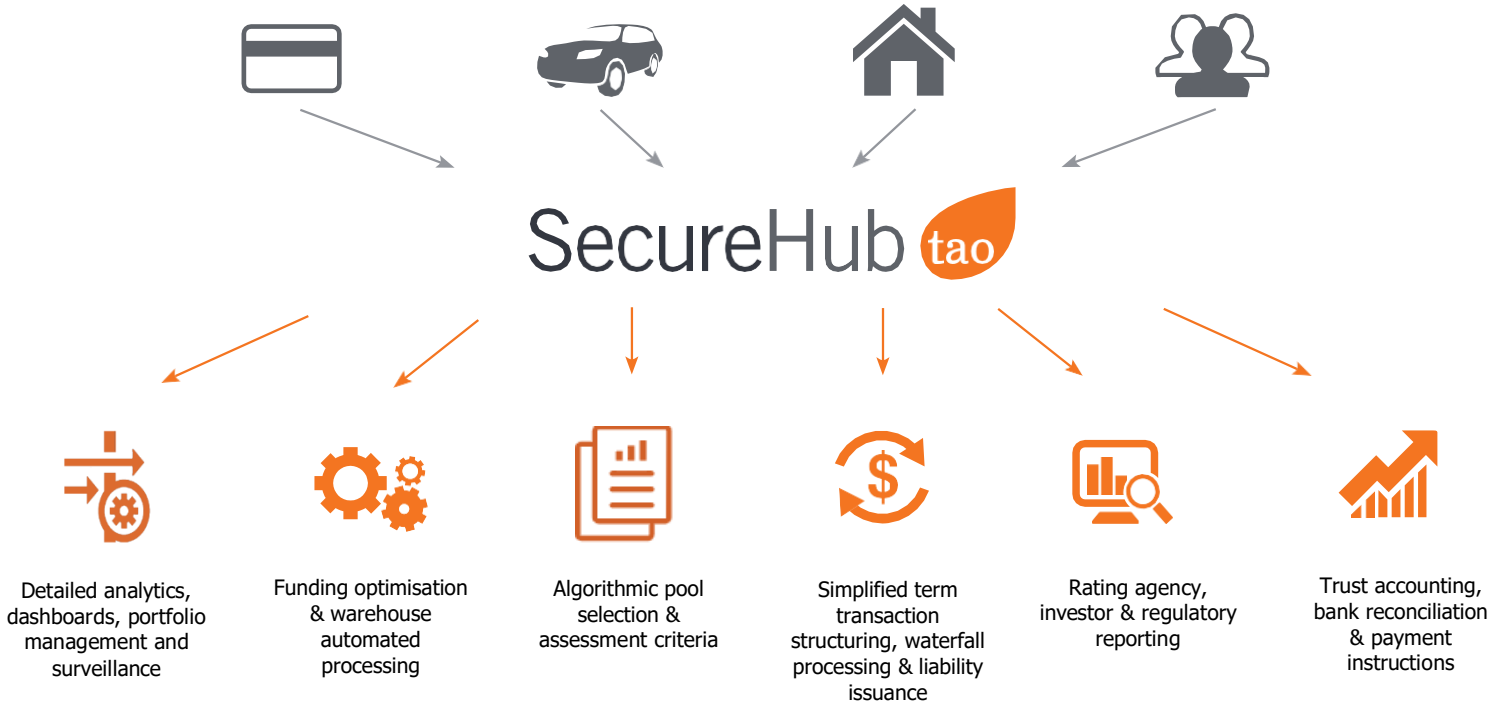 SecureHub tao
$
Detailed analytics,
dashboards, portfolio
management and
surveillance
Funding optimisation
& warehouse
automated
processing
Algorithmic pool
selection &
assessment criteria
Simplified term
transaction
structuring, waterfall
processing & liability
issuance
Rating agency,
investor & regulatory
reporting
Trust accounting,
bank reconciliation
& payment
instructions